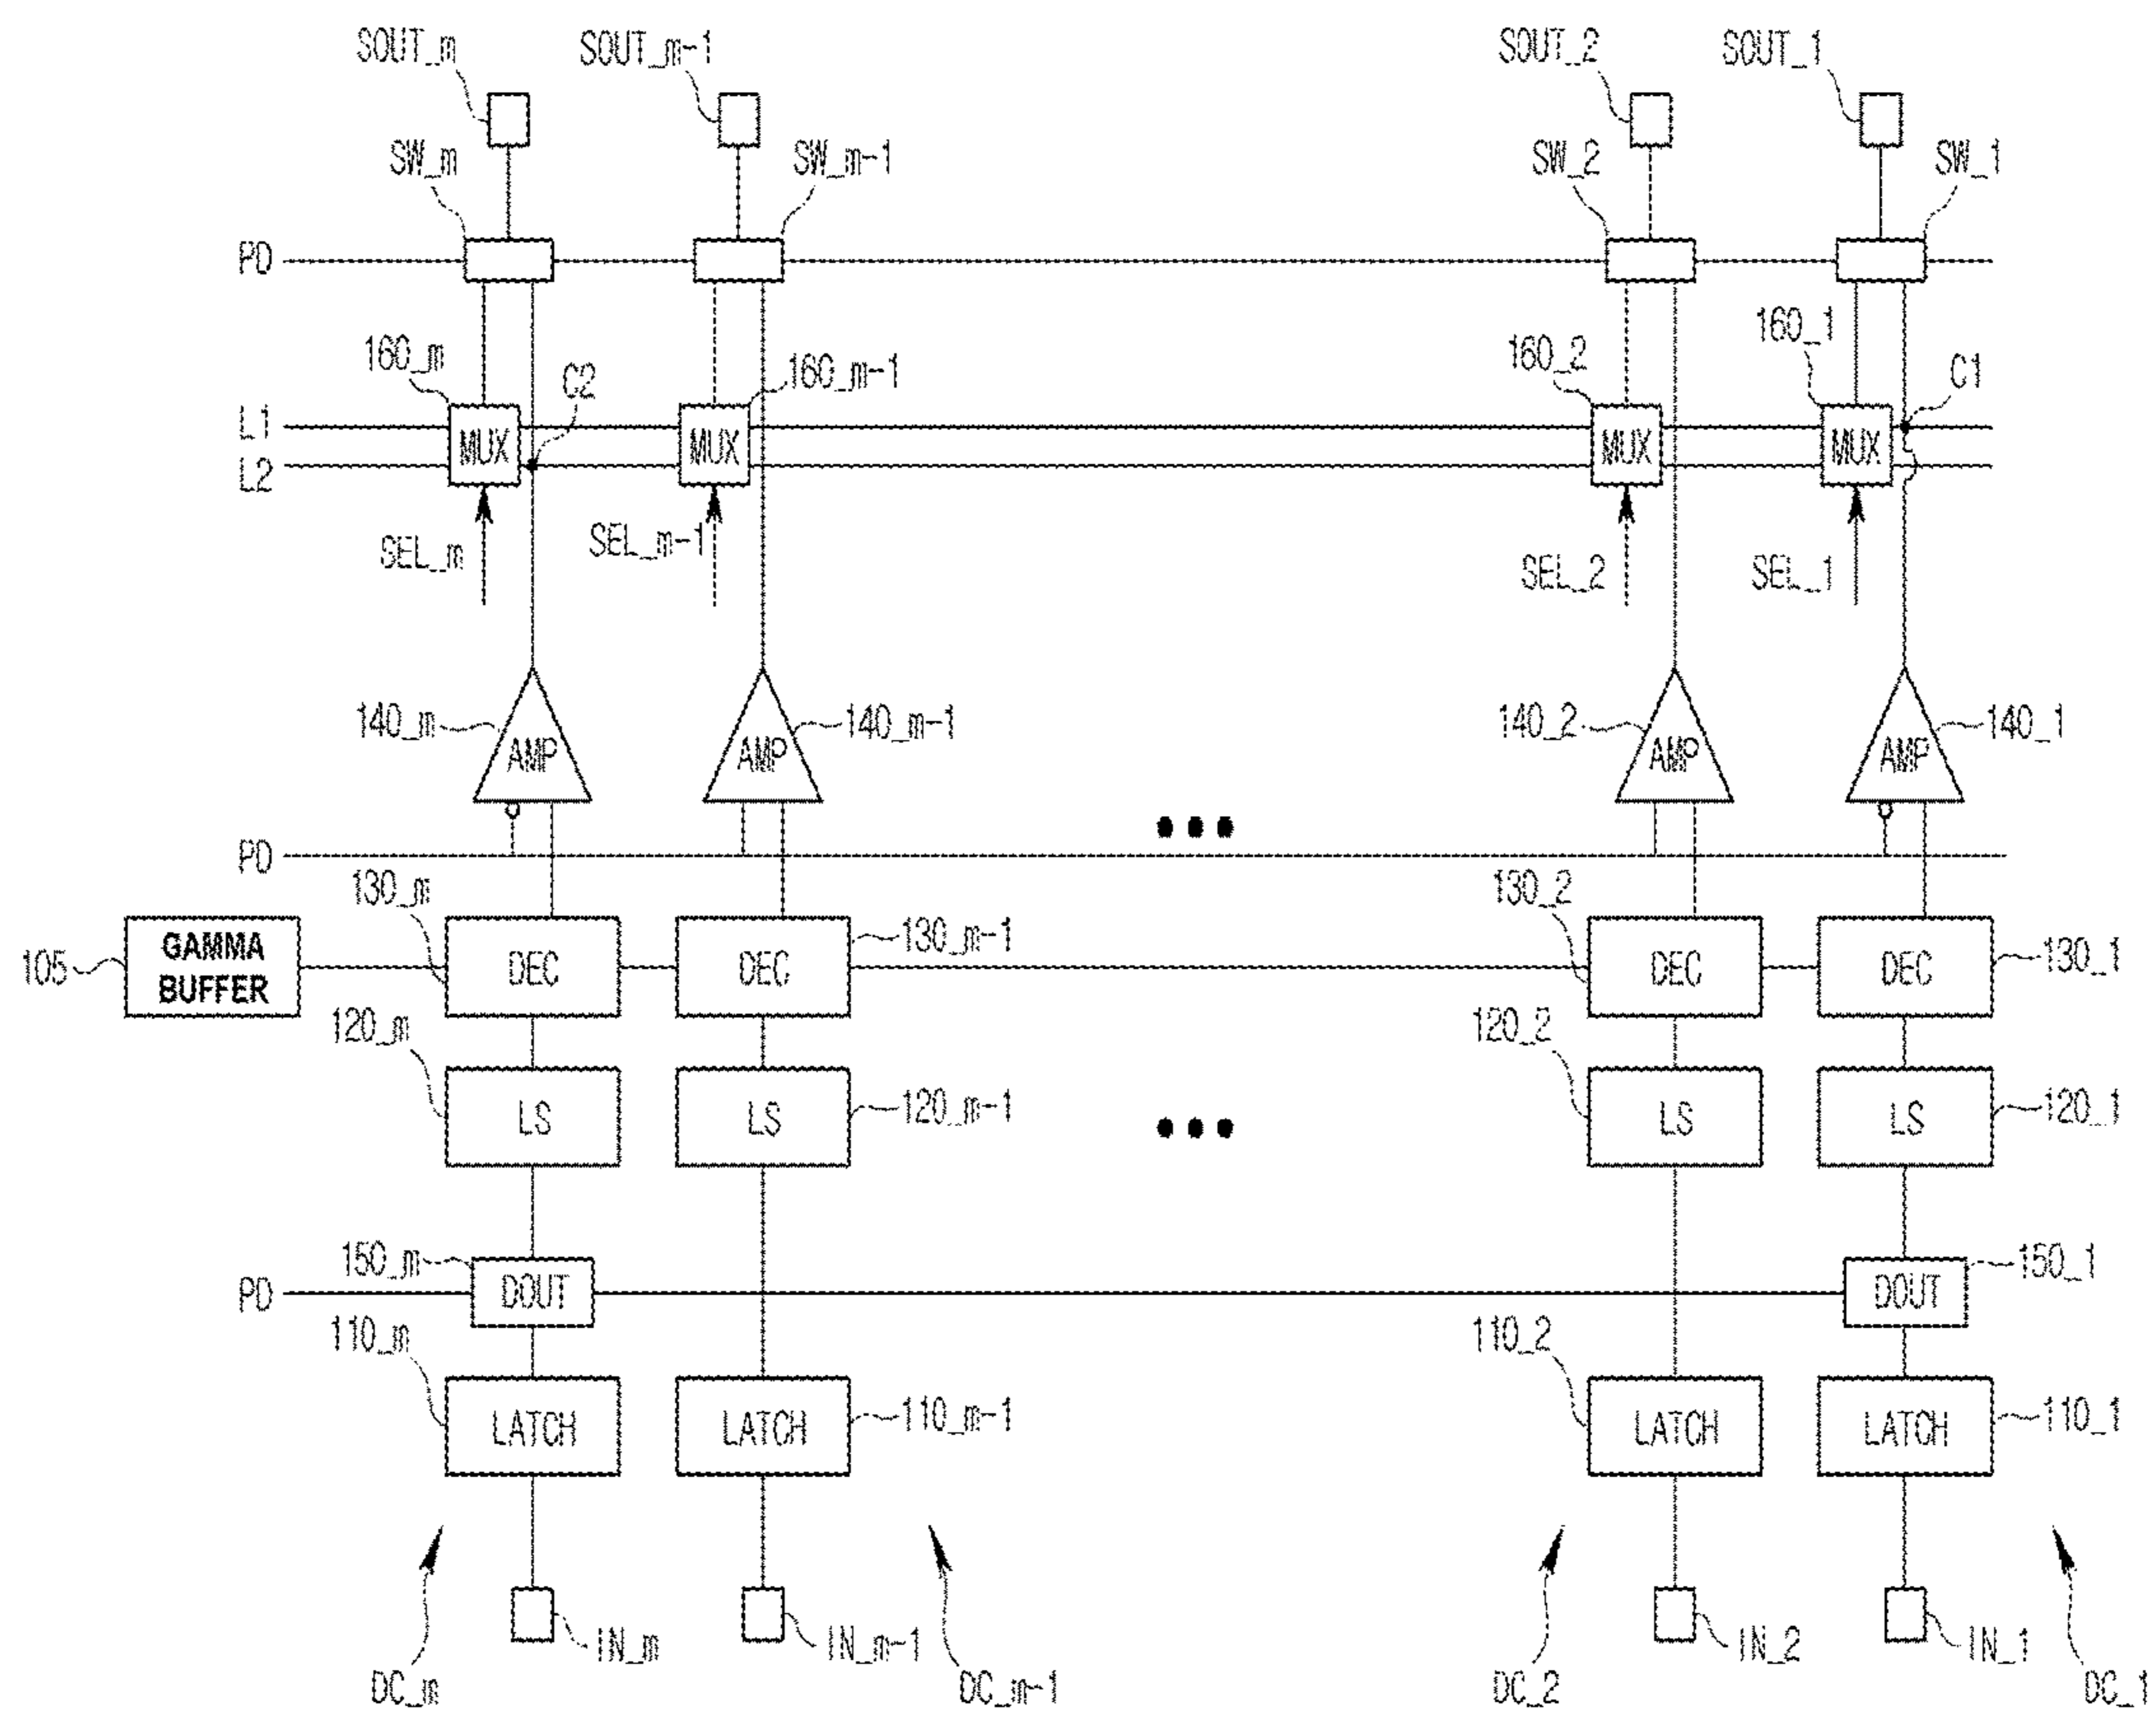 SOUT_m SOUT_m-1 SOUT_2 SOUT_1
SW_m SW_m-1 SW_2 SW_1
PD
160_m C2 160_m-1 160_2 160_1 C1
L1
L2
MUX MUX MUX MUX
SEL_m SEL_m-1 SEL_2 SEL_1
140_m 140_m-1 140_2 140_1
AMP AMP AMP AMP
PD
130_m 130_m-1 130_2 130_1
105 GAMMA
BUFFER
DEC DEC DEC DEC
120_m 120_m-1 120_2 120_1
LS LS LS LS
150_m 150_1
PD DOUT DOUT
110_m 110_m-1 110_2 110_1
LATCH LATCH LATCH LATCH
IN_m IN_m-1 IN_2 IN_1
DC_m DC_m-1 DC_2 DC_1